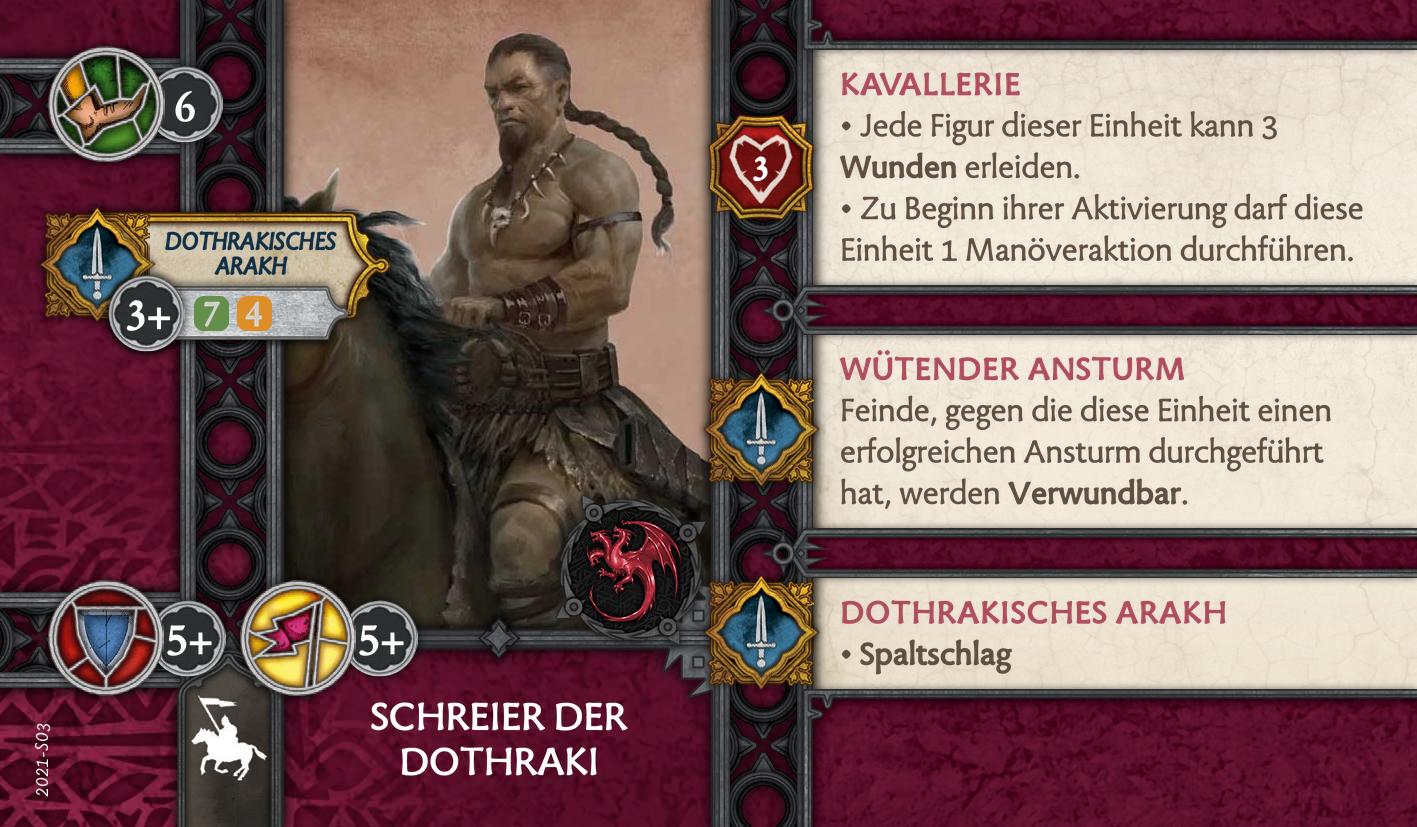 6
DOTHRAKISCHES
ARAKH
3+ 7 4
5+ 5+
SCHREIER DER
DOTHRAKI
2021-S03
3
KAVALLERIE
• Jede Figur dieser Einheit kann 3
Wunden erleiden.
• Zu Beginn ihrer Aktivierung darf diese
Einheit 1 Manöveraktion durchführen.
WÜTENDER ANSTURM
Feinde, gegen die diese Einheit einen
erfolgreichen Ansturm durchgeführt
hat, werden Verwundbar.
DOTHRAKISCHES ARAKH
• Spaltschlag